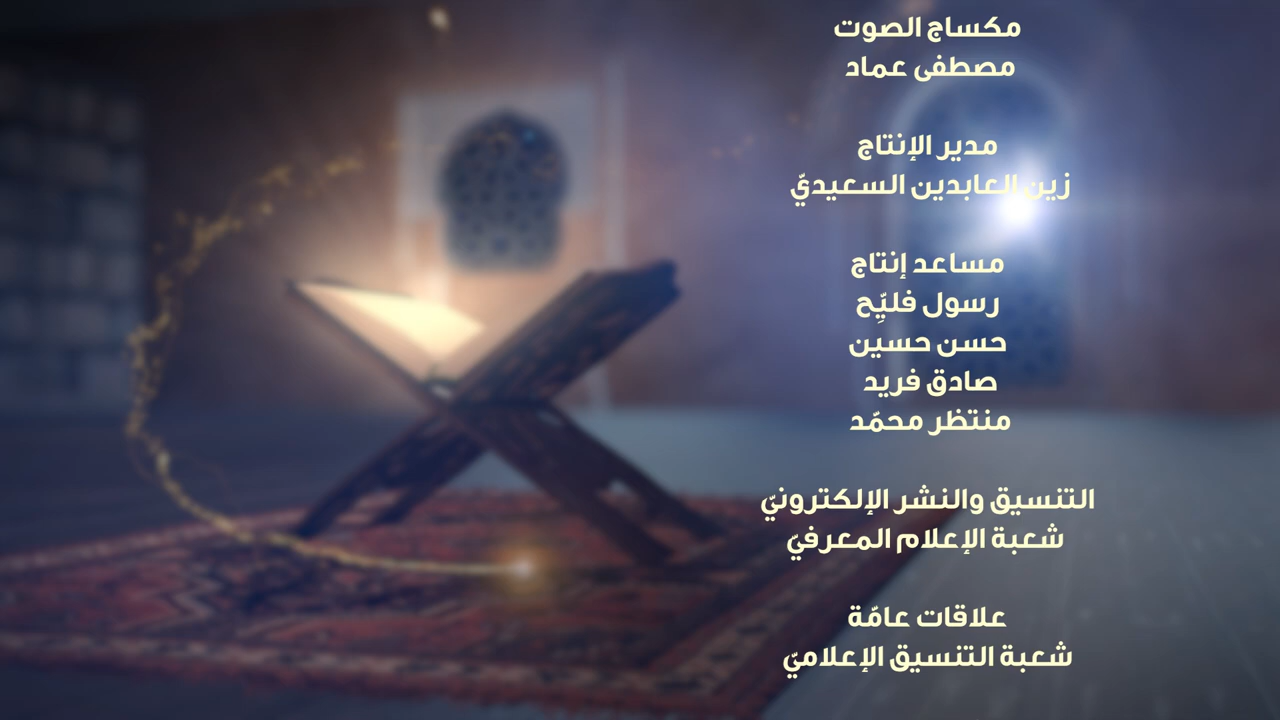 مكساج الصوت
مصطفى عماد
مدير الإنتاج
زين العابدين السعيديّ
مساعد إنتاج
رسول فليِّح
حسن حسين
صادق فريد
منتظر محمّد
التنسيق والنشر الإلكترونيّ
شعبة الإعلام المعرفيّ
علاقات عامّة
شعبة التنسيق الإعلاميّ